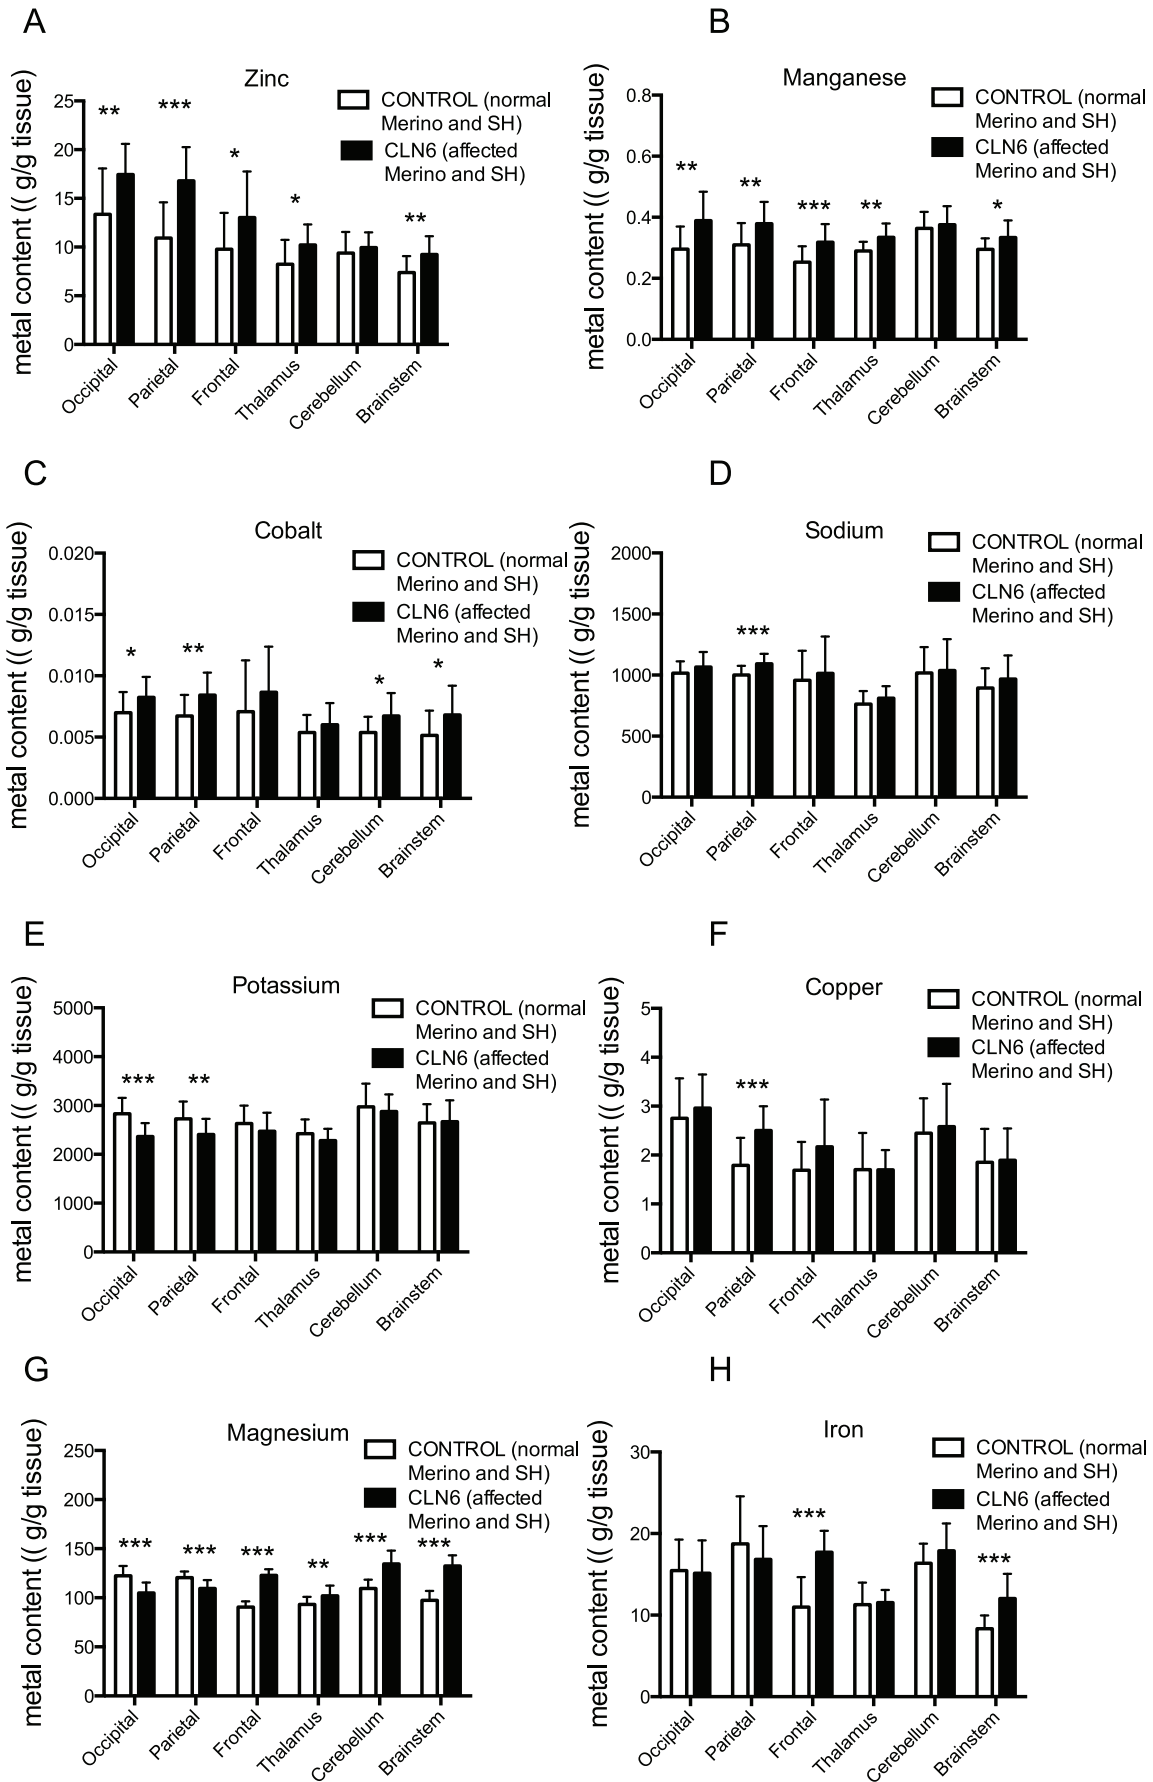 A
Zinc
metal content (( g/g tissue)
25
20
15
10
5
0
** *** * * **
CONTROL (normal
Merino and SH)
CLN6 (affected
Merino and SH)
Occipital
Parietal
Frontal
Thalamus
Cerebellum
Brainstem
B
Manganese
metal content (( g/g tissue)
0.8
0.6
0.4
0.2
0.0
** ** *** ** *
CONTROL (normal
Merino and SH)
CLN6 (affected
Merino and SH)
Occipital
Parietal
Frontal
Thalamus
Cerebellum
Brainstem
C
Cobalt
metal content (( g/g tissue)
0.020
0.015
0.010
0.005
0.000
* ** * *
CONTROL (normal
Merino and SH)
CLN6 (affected
Merino and SH)
Occipital
Parietal
Frontal
Thalamus
Cerebellum
Brainstem
D
Sodium
metal content (( g/g tissue)
2000
1500
1000
500
0
***
CONTROL (normal
Merino and SH)
CLN6 (affected
Merino and SH)
Occipital
Parietal
Frontal
Thalamus
Cerebellum
Brainstem
E
Potassium
metal content (( g/g tissue)
5000
4000
3000
2000
1000
0
*** **
CONTROL (normal
Merino and SH)
CLN6 (affected
Merino and SH)
Occipital
Parietal
Frontal
Thalamus
Cerebellum
Brainstem
F
Copper
metal content (( g/g tissue)
5
4
3
2
1
0
***
CONTROL (normal
Merino and SH)
CLN6 (affected
Merino and SH)
Occipital
Parietal
Frontal
Thalamus
Cerebellum
Brainstem
G
Magnesium
metal content (( g/g tissue)
250
200
150
100
50
0
*** *** *** ** *** ***
CONTROL (normal
Merino and SH)
CLN6 (affected
Merino and SH)
Occipital
Parietal
Frontal
Thalamus
Cerebellum
Brainstem
H
Iron
metal content (( g/g tissue)
30
20
10
0
*** ***
CONTROL (normal
Merino and SH)
CLN6 (affected
Merino and SH)
Occipital
Parietal
Frontal
Thalamus
Cerebellum
Brainstem